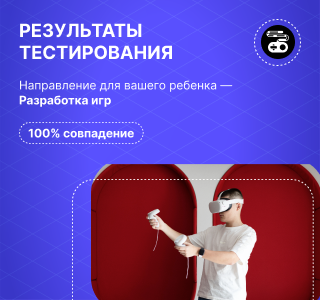 РЕЗУЛЬТАТЫ
ТЕСТИРОВАНИЯ
Направление для вашего ребенка —
Разработка игр
100% совпадение